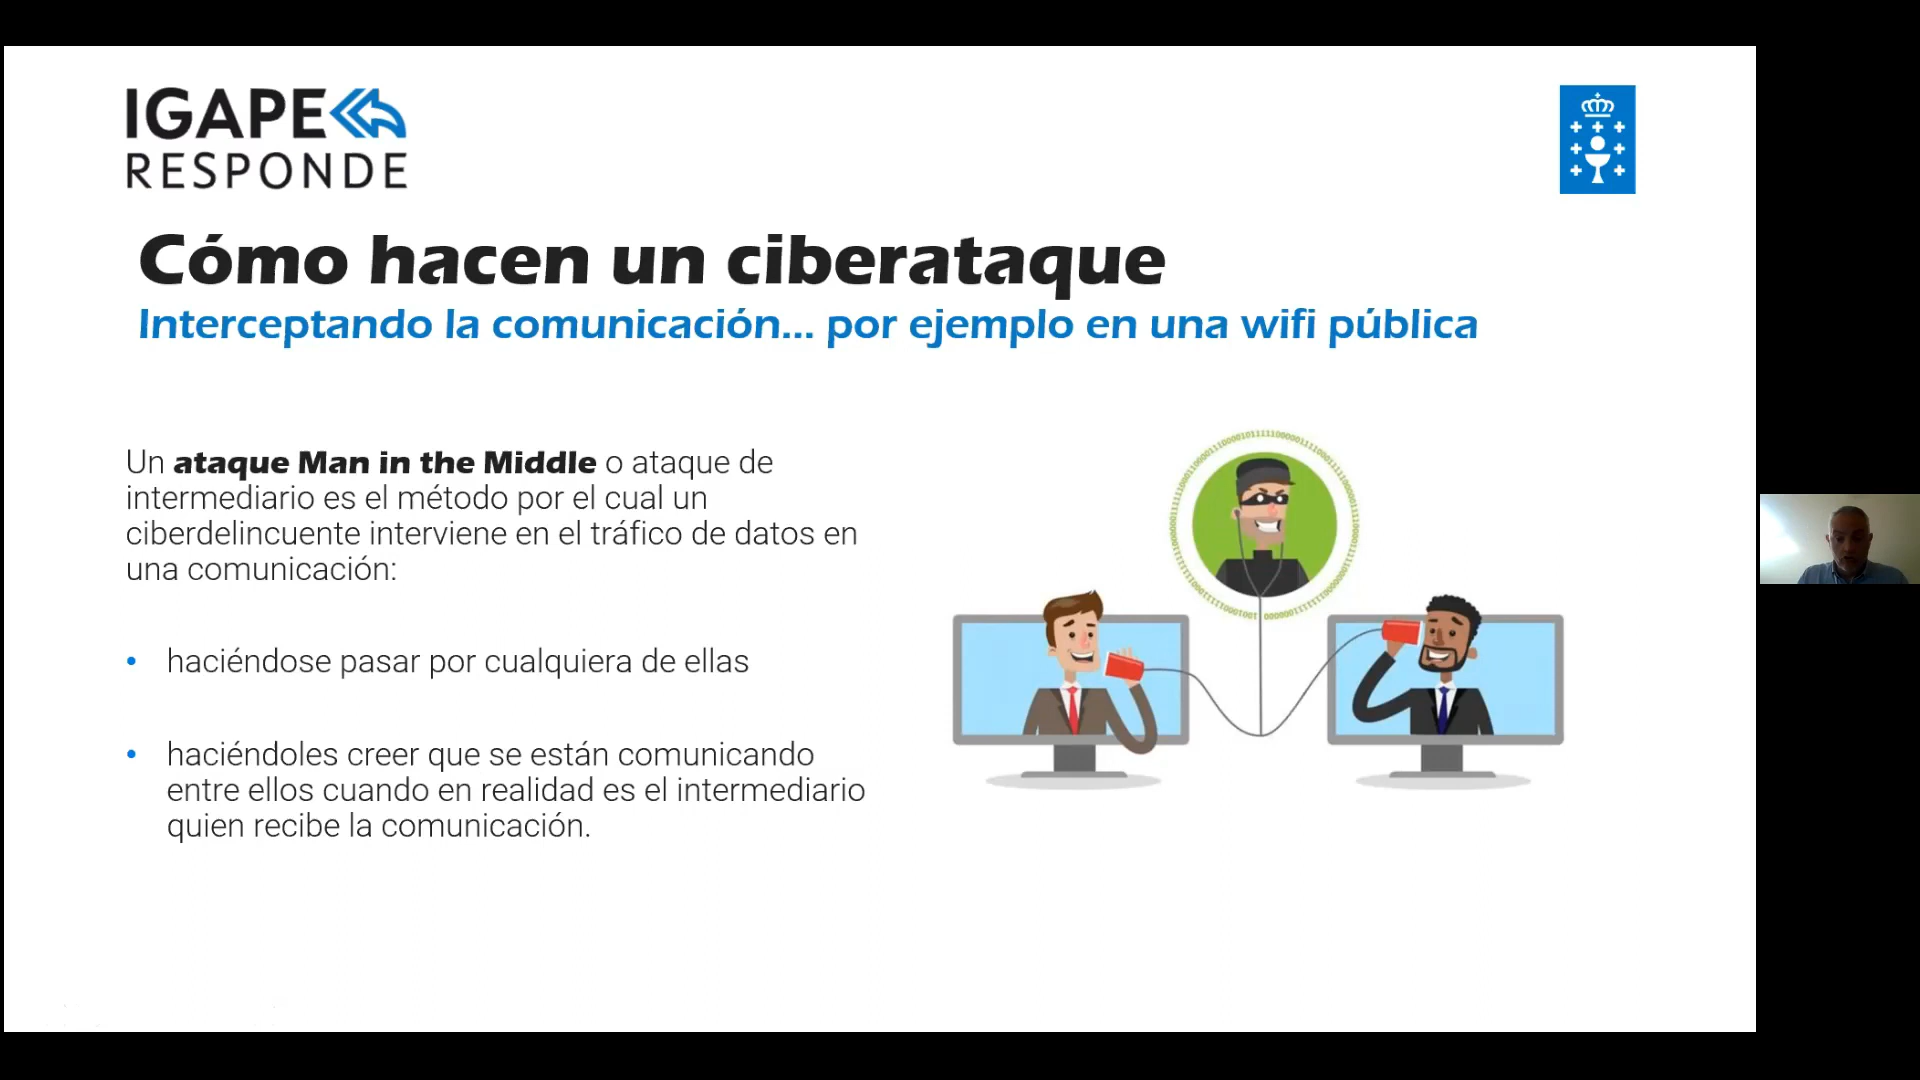 IGAPE
RESPONDE
Cómo hacen un ciberataque
Interceptando la comunicación... por ejemplo en una wifi pública
Un ataque Man in the Middle o ataque de
intermediario es el método por el cual un
ciberdelincuente interviene en el tráfico de datos en
una comunicación:
• haciéndose pasar por cualquiera de ellas
• haciéndoles creer que se están comunicando
entre ellos cuando en realidad es el intermediario
quien recibe la comunicación.